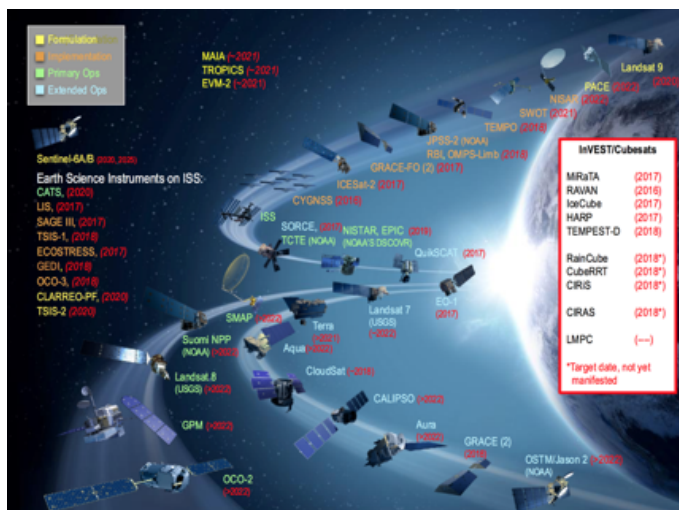 Formulation
Implementation
Primary Ops
Extended Ops
MAIA (~2021)
TROPICS (~2021)
EVM-2 (~2021)
Landsat 9
(2020)
PACE (2022)
NISAR (2022)
SWOT (2021)
TEMPO (2018)
JPSS-2 (NOAA)
RBI, OMPS-Limb (2018)
GRACE-FO (2) (2017)
ICESat-2 (2017)
CYGNSS (2016)
ISS
Sentinel-6A/B (2020, 2025)
Earth Science Instruments on ISS:
CATS, (2020)
LIS, (2017)
SAGE III, (2017)
TSIS-1, (2018)
ECOSTRESS, (2017)
GEDI, (2018)
OCO-3, (2018)
CLARREO-PF, (2020)
TSIS-2 (2020)
SORCE, (2017)
TCTE (NOAA)
NISTAR, EPIC (2019)
(NOAA'S DSCOVR)
QuikSCAT (2017)
EO-1
(2017)
Landsat 7
(USGS)
(~2022)
SMAP (>2022)
Suomi NPP
(NOAA) (>2022)
Terra
(>2021)
Aqua (>2022)
Landsat 8
(USGS) (>2022)
CloudSat (~2018)
CALIPSO (>2022)
GPM (>2022)
Aura
(>2022)
GRACE (2)
(2018)
OSTM/Jason 2 (>2022)
(NOAA)
OCO-2
(>2022)
InVEST/Cubesats
MiRaTA (2017)
RAVAN (2016)
IceCube (2017)
HARP (2017)
TEMPEST-D (2018)
RainCube (2018*)
CubeRRT (2018*)
CIRiS (2018*)
CIRAS (2018*)
LMPC (----)
*Target date, not yet
manifested